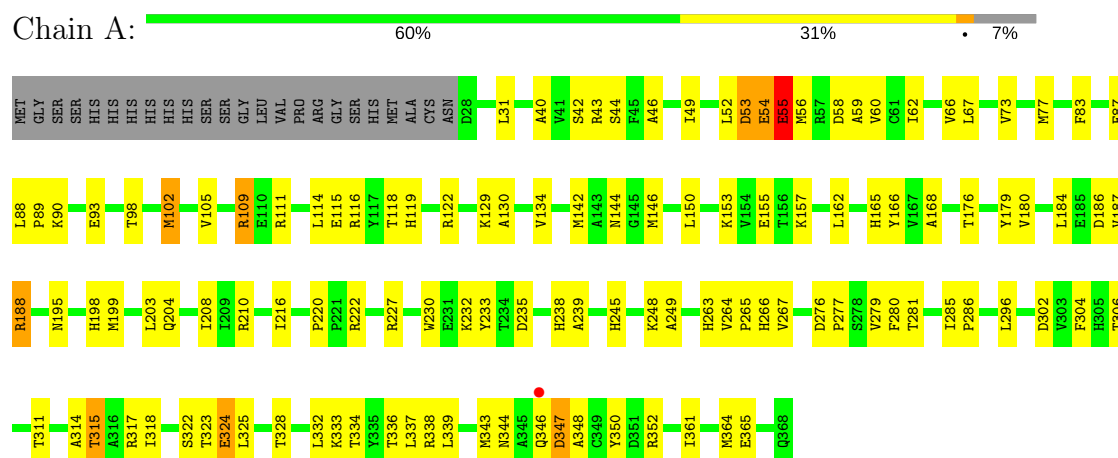 Chain A:
60% 31% • 7%
MET GLY SER SER HIS HIS HIS HIS HIS HIS SER SER GLY LEU VAL PRO ARG GLY SER HIS MET ALA CYS ASN D28 L31 A40 V41 S42 R43 S44 F45 A46 I49 L52 D53 E54 E55 M56 R57 D58 A59 V60 C61 I62 V66 L67 V73 M77 F83 E87
L88 P89 K90 E93 T98 M102 V105 R109 E110 R111 L114 E115 R116 Y117 T118 H119 R122 K129 A130 V134 M142 A143 N144 G145 M146 L150 K153 V154 E155 T156 K157 L162 H165 Y166 V167 A168 T176 Y179 V180 L184 E185 D186 V187
R188 N195 H198 M199 L203 Q204 I208 I209 R210 I216 P220 P221 R222 R227 W230 E231 K232 Y233 T234 D235 H238 A239 H245 K248 A249 H263 V264 P265 H266 V267 D276 P277 S278 V279 F280 T281 I285 P286 L296 D302 V303 F304 H305 T306
T311 A314 T315 A316 R317 I318 S322 T323 E324 L325 T328 L332 K333 T334 Y335 T336 L337 R338 L339 M343 N344 A345 Q346 D347 A348 C349 Y350 D351 R352 I361 M364 E365 Q368